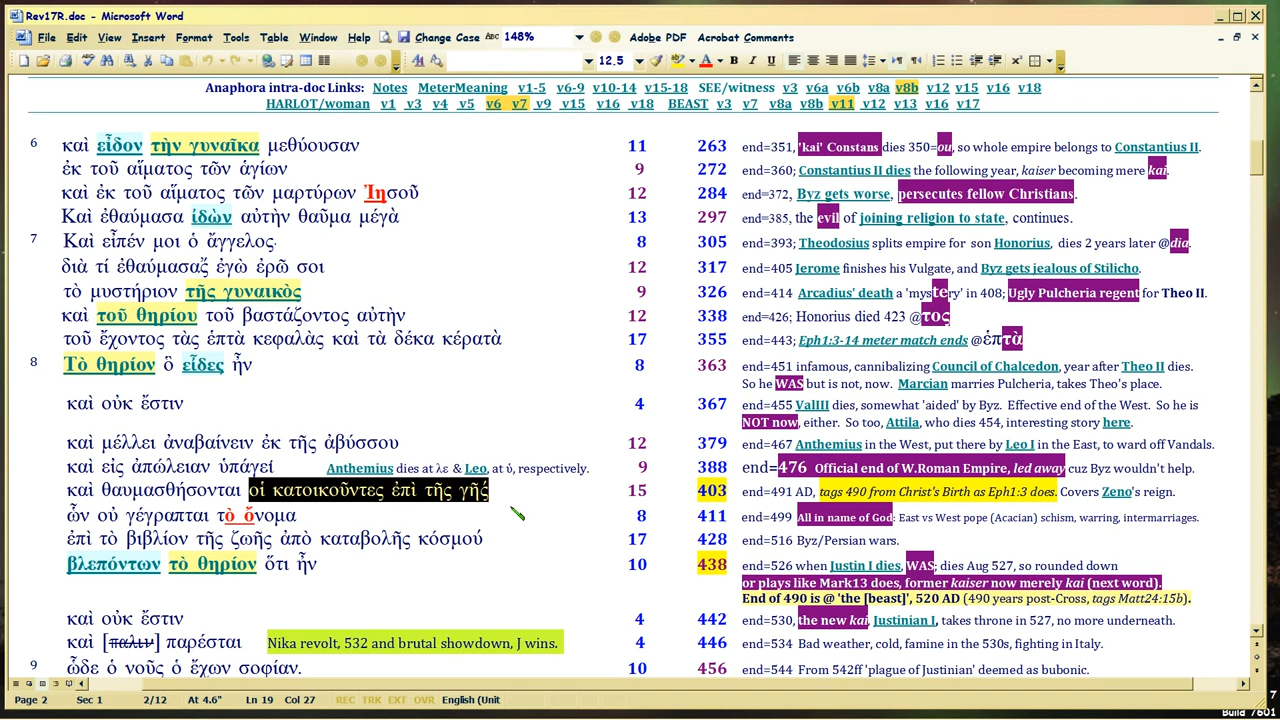 Rev17R.doc - Microsoft Word
File Edit View Insert Format Tools Table Window Help Change Case ABC 148% Adobe PDF Acrobat Comments
12.5 B I U
Anaphora intra-doc Links: Notes MeterMeaning v1-5 v6-9 v10-14 v15-18 SEE/witness v3 v6a v6b v8a v8b v12 v15 v16 v18
HARLOT/woman v1 v3 v4 v5 v6 v7 v9 v15 v16 v18 BEAST v3 v7 v8a v8b v11 v12 v13 v16 v17
6 καὶ εἶδον τὴν γυναῖκα μεθύουσαν 11 263 end=351, 'kai' Constans dies 350=ou, so whole empire belongs to Constantius II.
ἐκ τοῦ αἵματος τῶν ἁγίων 9 272 end=360; Constantius II dies the following year, kaiser becoming mere kai.
καὶ ἐκ τοῦ αἵματος τῶν μαρτύρων Ἰησοῦ 12 284 end=372, Byz gets worse, persecutes fellow Christians.
Καὶ ἐθαύμασα ἰδὼν αὐτὴν θαῦμα μέγὰ 13 297 end=385, the evil of joining religion to state, continues.
7 Καὶ εἶπέν μοι ὁ ἄγγελος· 8 305 end=393; Theodosius splits empire for son Honorius, dies 2 years later @dia.
διὰ τί ἐθαύμασαξ ἐγὼ ἐρῶ σοι 12 317 end=405 Jerome finishes his Vulgate, and Byz gets jealous of Stilicho.
τὸ μυστήριον τῆς γυναικὸς 9 326 end=414 Arcadius' death a 'mystery' in 408; Ugly Pulcheria regent for Theo II.
καὶ τοῦ θηρίου τοῦ βαστάζοντος αὐτὴν 12 338 end=426; Honorius died 423 @τος
τοῦ ἔχοντος τὰς ἑπτὰ κεφαλὰς καὶ τὰ δέκα κέρατὰ 17 355 end=443; Eph1:3-14 meter match ends @ἑπτὰ
8 Τὸ θηρίον ὃ εἶδες ἦν 8 363 end=451 infamous, cannibalizing Council of Chalcedon, year after Theo II dies.
So he WAS but is not, now. Marcian marries Pulcheria, takes Theo's place.
καὶ οὐκ ἔστιν 4 367 end=455 ValIII dies, somewhat 'aided' by Byz. Effective end of the West. So he is
NOT now, either. So too, Attila, who dies 454, interesting story here.
καὶ μέλλει ἀναβαίνειν ἐκ τῆς ἀβύσσου 12 379 end=467 Anthemius in the West, put there by Leo I in the East, to ward off Vandals.
καὶ εἰς ἀπώλειαν ὑπάγεί Anthemius dies at λε & Leo, at ὑ, respectively. 9 388 end=476 Official end of W.Roman Empire, led away cuz Byz wouldn't help.
καὶ θαυμασθήσονται οἱ κατοικοῦντες ἐπὶ τῆς γῆς 15 403 end=491 AD, tags 490 from Christ's Birth as Eph1:3 does. Covers Zeno's reign.
ὧν οὐ γέγραπται τὸ ὄνομα 8 411 end=499 All in name of God: East vs West pope (Acacian) schism, warring, intermarriages.
ἐπὶ τὸ βιβλίον τῆς ζωῆς ἀπὸ καταβολῆς κόσμού 17 428 end=516 Byz/Persian wars.
βλεπόντων τὸ θηρίον ὅτι ἦν 10 438 end=526 when Justin I dies, WAS; dies Aug 527, so rounded down
or plays like Mark13 does, former kaiser now merely kai (next word).
End of 490 is @ 'the [beast]', 520 AD (490 years post-Cross, tags Matt24:15b).
καὶ οὐκ ἔστιν 4 442 end=530, the new kai, Justinian I, takes throne in 527, no more underneath.
καὶ [παλιν] παρέσται Nika revolt, 532 and brutal showdown, J wins. 4 446 end=534 Bad weather, cold, famine in the 530s, fighting in Italy.
9 ὧδε ὁ νοῦς ὁ ἔχων σοφίαν. 10 456 end=544 From 542ff 'plague of Justinian' deemed as bubonic.
Page 2 Sec 1 2/12 At 4.6" Ln 19 Col 27 REC TRK EXT OVR English (Unit
7
Build 7601